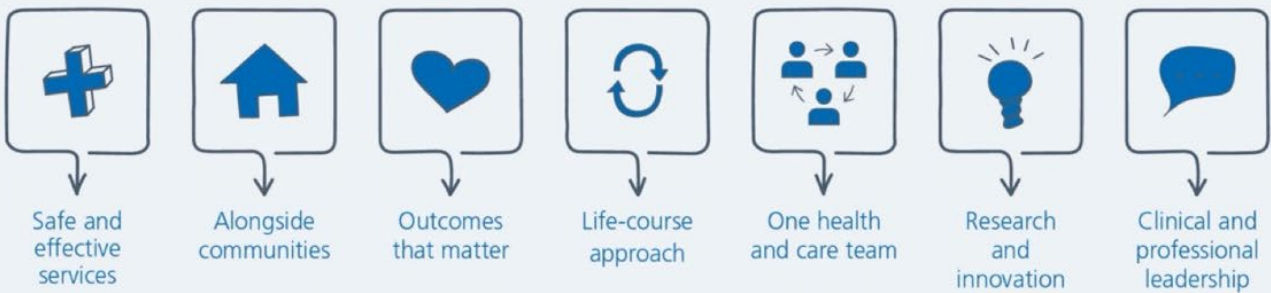 Safe and
effective
services
Alongside
communities
Outcomes
that matter
Life-course
approach
One health
and care team
Research
and
innovation
Clinical and
professional
leadership